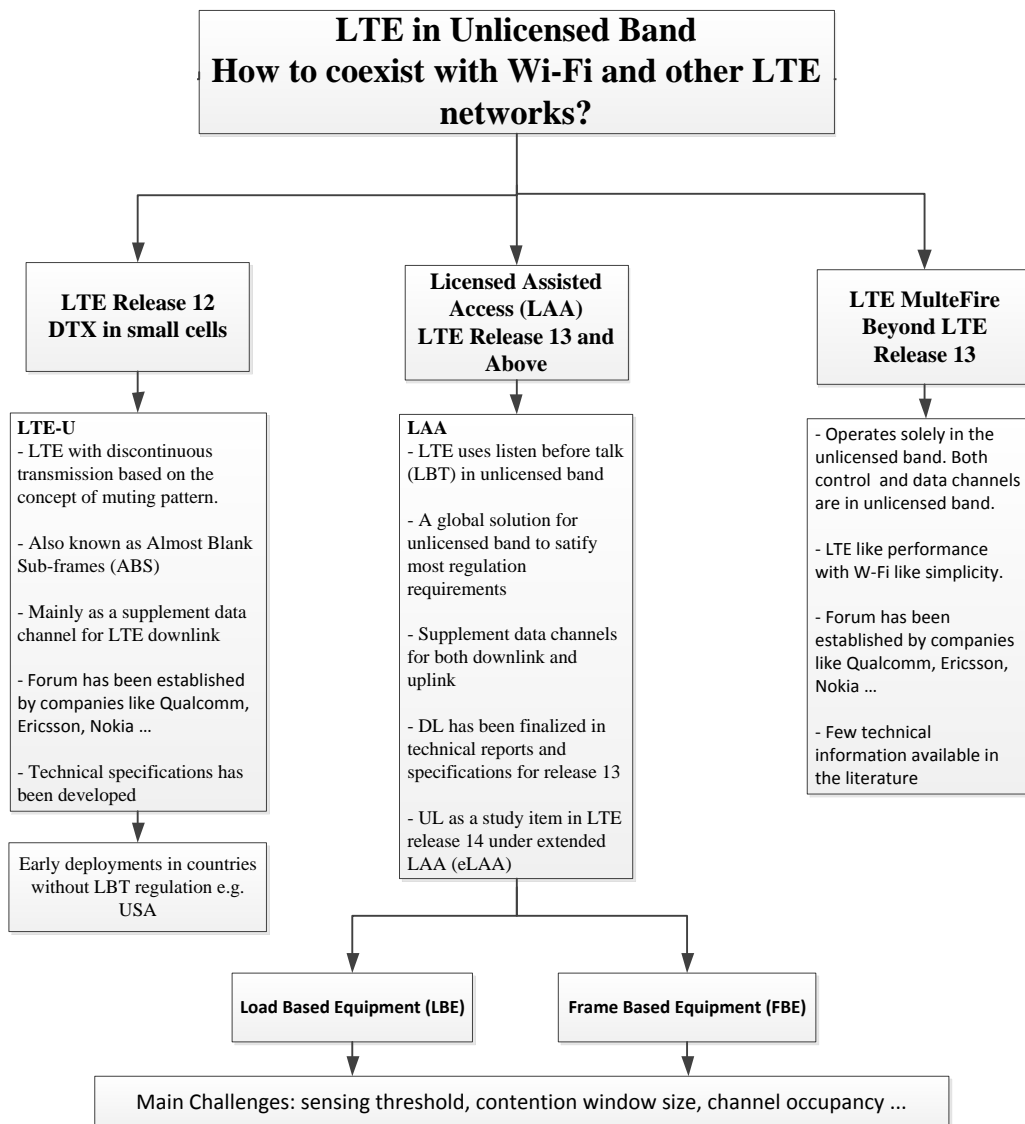 LTE in Unlicensed Band
How to coexist with Wi-Fi and other LTE
networks?
LTE Release 12
DTX in small cells
Licensed Assisted
Access (LAA)
LTE Release 13 and
Above
LTE MulteFire
Beyond LTE
Release 13
LTE-U
- LTE with discontinuous
transmission based on the
concept of muting pattern.
- Also known as Almost Blank
Sub-frames (ABS)
- Mainly as a supplement data
channel for LTE downlink
- Forum has been established
by companies like Qualcomm,
Ericsson, Nokia ...
- Technical specifications has
been developed
LAA
- LTE uses listen before talk
(LBT) in unlicensed band
- A global solution for
unlicensed band to satify
most regulation
requirements
- Supplement data channels
for both downlink and
uplink
- DL has been finalized in
technical reports and
specifications for release 13
- UL as a study item in LTE
release 14 under extended
LAA (eLAA)
- Operates solely in the
unlicensed band. Both
control  and data channels
are in unlicensed band.
- LTE like performance
with W-Fi like simplicity.
- Forum has been
established by companies
like Qualcomm, Ericsson,
Nokia ...
- Few technical
information available in
the literature
Early deployments in countries
without LBT regulation e.g.
USA
Load Based Equipment (LBE)
Frame Based Equipment (FBE)
Main Challenges: sensing threshold, contention window size, channel occupancy ...